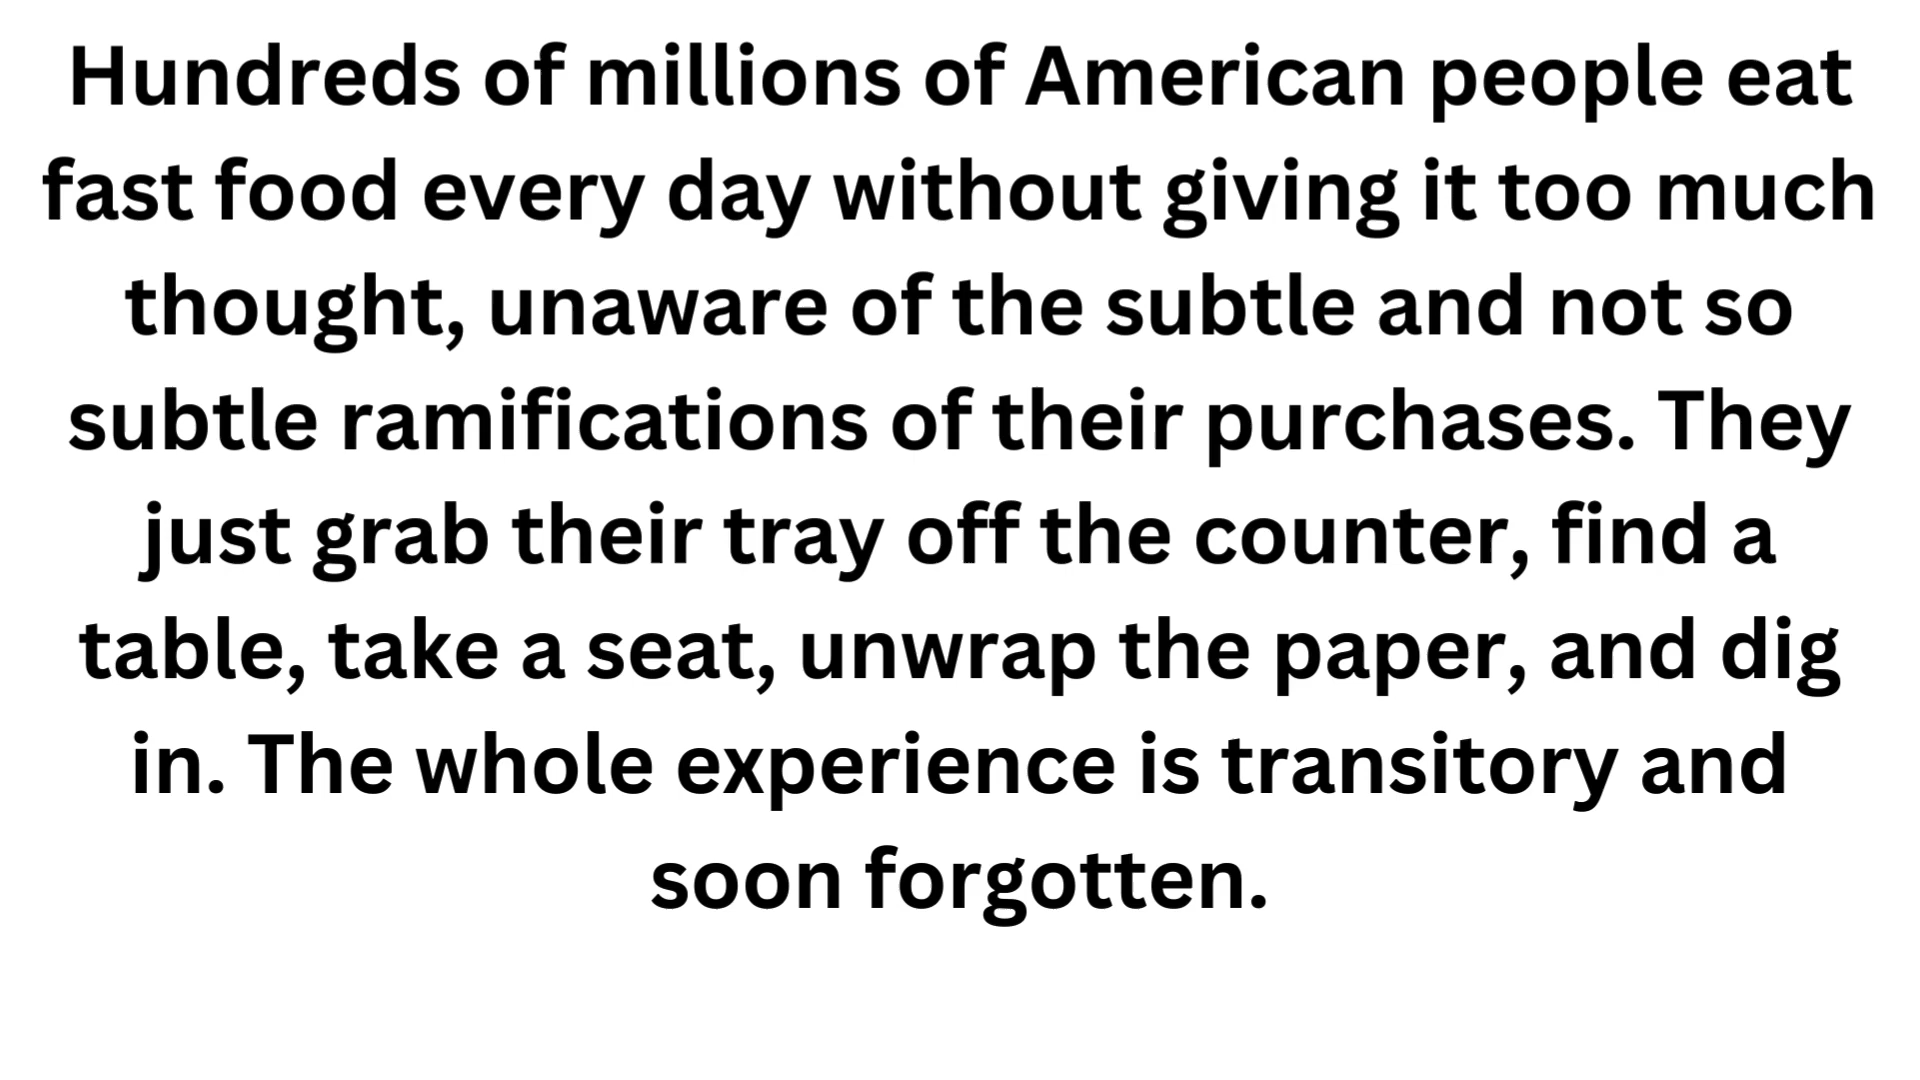 Hundreds of millions of American people eat
fast food every day without giving it too much
thought, unaware of the subtle and not so
subtle ramifications of their purchases. They
just grab their tray off the counter, find a
table, take a seat, unwrap the paper, and dig
in. The whole experience is transitory and
soon forgotten.